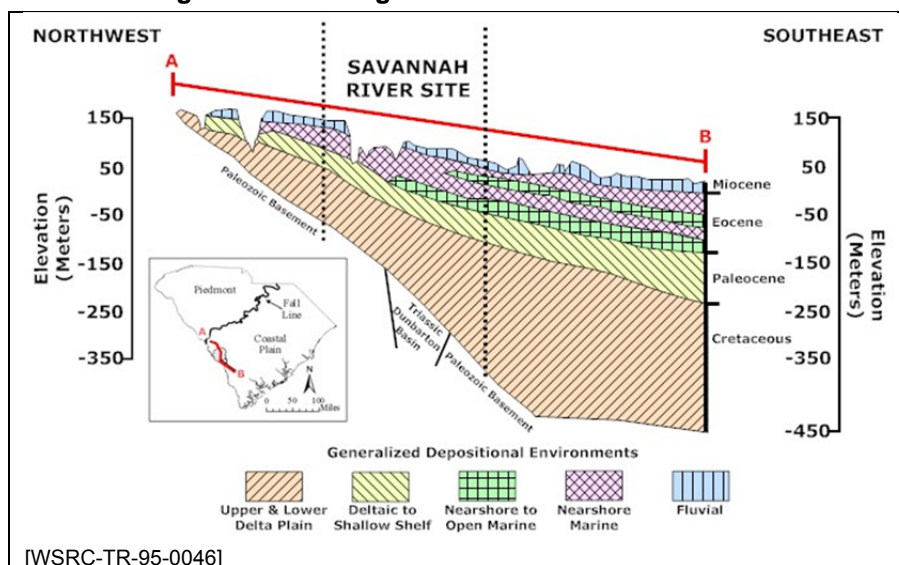 NORTHWEST
SOUTHEAST
A
SAVANNAH
RIVER SITE
B
150
50
-50
-150
-250
-350
Elevation
(Meters)
150
50
-50
-150
-250
-350
-450
Elevation
(Meters)
Miocene
Eocene
Paleocene
Cretaceous
Paleozoic Basement
Triassic
Dunbarton
Basin
Paleozoic Basement
Piedmont
Fall
Line
A
Coastal
Plain
B
N
0 50 100
Miles
Generalized Depositional Environments
Upper & Lower
Delta Plain
Deltaic to
Shallow Shelf
Nearshore to
Open Marine
Nearshore
Marine
Fluvial
[WSRC-TR-95-0046]